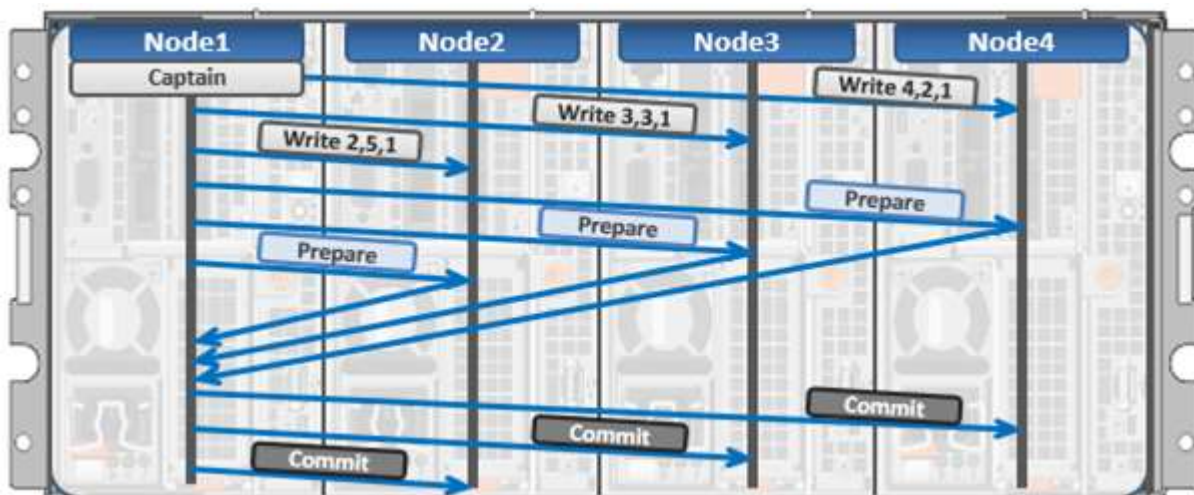 Node1
Node2
Node3
Node4
Captain
Write 4,2,1
Write 3,3,1
Write 2,5,1
Prepare
Prepare
Prepare
Commit
Commit
Commit